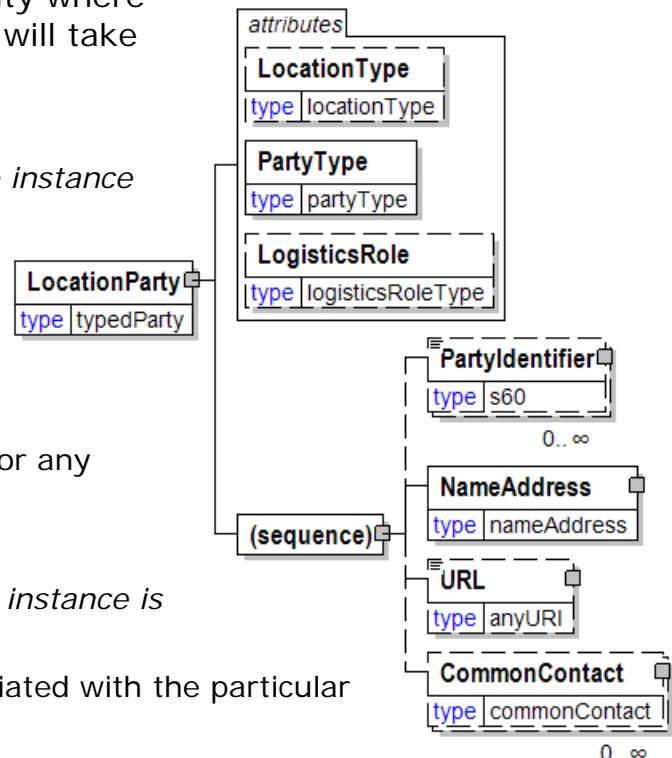 ity where
will take
instance
or any
instance is
iated with the particular
attributes
LocationType
type locationType
PartyType
type partyType
LogisticsRole
type logisticsRoleType
LocationParty
type typedParty
(sequence)
PartyIdentifier
type s60
0.. ∞
NameAddress
type nameAddress
URL
type anyURI
CommonContact
type commonContact
0.. ∞